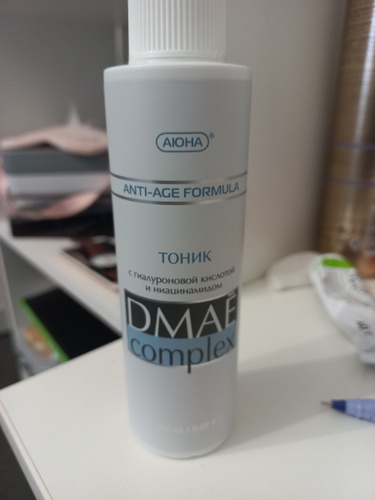 АЮНА®
ANTI-AGE FORMULA
ТОНИК
с гиалуроновой кислотой
и ниацинамидом
DMAE
complex